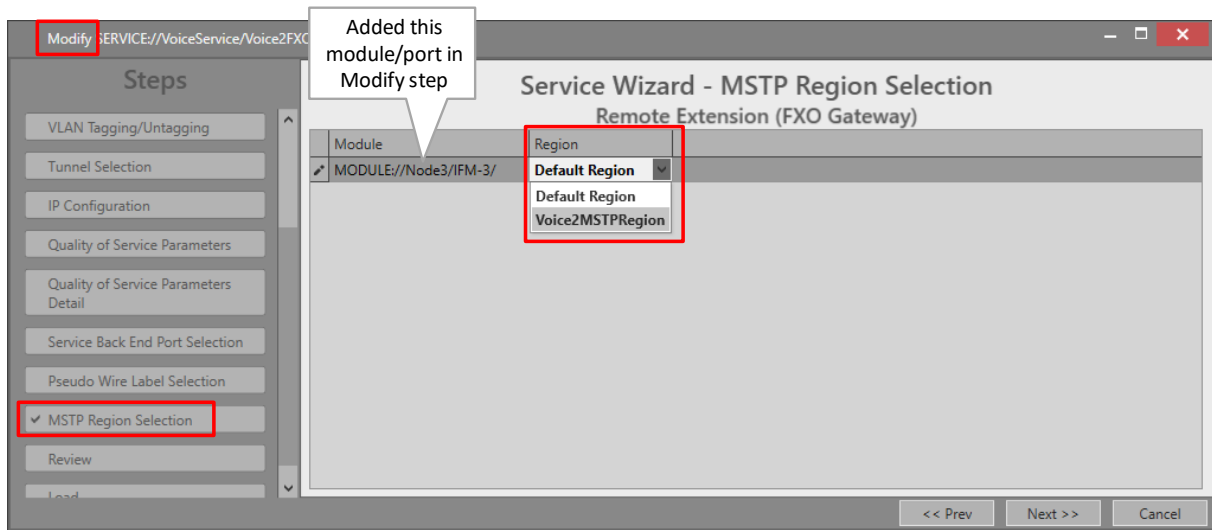 Modify SERVICE://VoiceService/Voice2FXO
Added this
module/port in
Modify step
Steps
VLAN Tagging/Untagging
Tunnel Selection
IP Configuration
Quality of Service Parameters
Quality of Service Parameters
Detail
Service Back End Port Selection
Pseudo Wire Label Selection
MSTP Region Selection
Review
Load
Service Wizard - MSTP Region Selection
Remote Extension (FXO Gateway)
Module Region
MODULE://Node3/IFM-3/ Default Region
Default Region
Voice2MSTPRegion
<< Prev Next >> Cancel